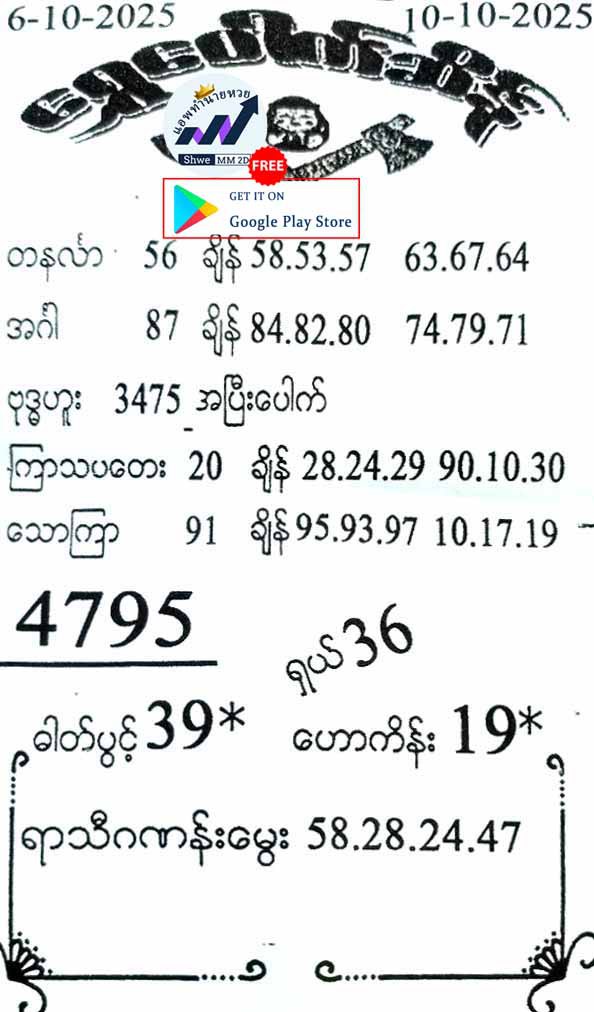 6-10-2025 10-10-2025
ရွှေပေါက်ချိန်း
แอพทำนายหวย
Shwe MM 2D
FREE
GET IT ON
Google Play Store
တနင်္လာ 56 ချိန် 58.53.57 63.67.64
အင်္ဂါ 87 ချိန် 84.82.80 74.79.71
ဗုဒ္ဓဟူး 3475 အပြီးပေါက်
ကြာသပတေး 20 ချိန် 28.24.29 90.10.30
သောကြာ 91 ချိန် 95.93.97 10.17.19
4795
ရှယ် 36
ဓါတ်ပွင့် 39* ဟောကိန်း 19*
ရာသီဂဏန်းမွေး 58.28.24.47